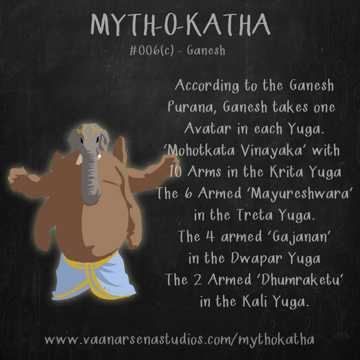 MYTH-O-KATHA
#006(c) - Ganesh
According to the Ganesh
Purana, Ganesh takes one
Avatar in each Yuga.
'Mohotkata Vinayaka' with
10 Arms in the Krita Yuga
The 6 Armed 'Mayureshwara'
in the Treta Yuga.
The 4 armed 'Gajanan'
in the Dwapar Yuga
The 2 Armed 'Dhumraketu'
in the Kali Yuga.
www.vaanarsenastudios.com/mythokatha